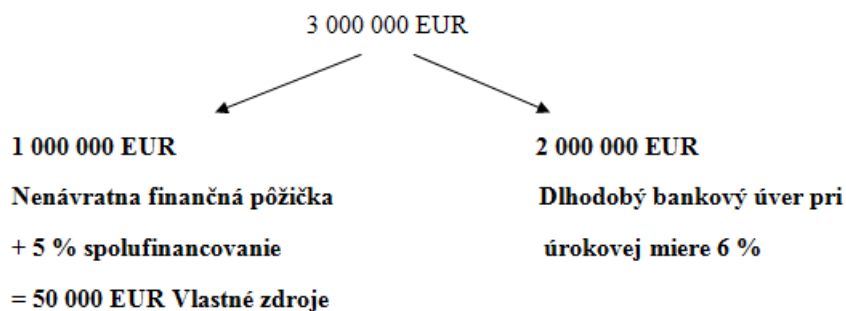 3 000 000 EUR
1 000 000 EUR
Nenávratna finančná pôžička
+ 5 % spolufinancovanie
= 50 000 EUR Vlastné zdroje
2 000 000 EUR
Dlhodobý bankový úver pri
úrokovej miere 6 %